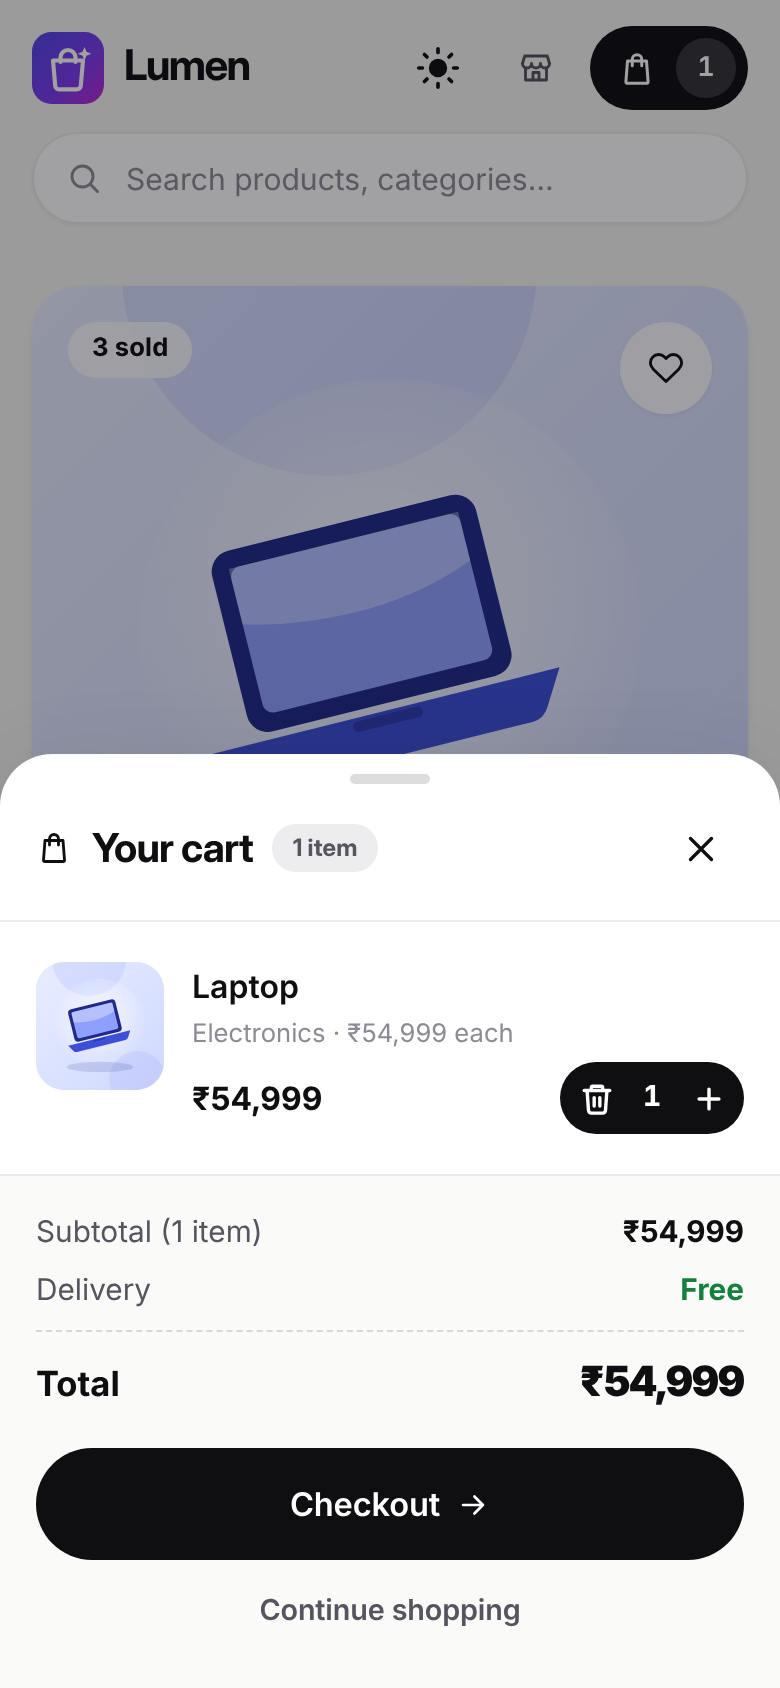 Lumen
1
Search products, categories...
3 sold
Your cart
1 item
Laptop
Electronics · ₹54,999 each
₹54,999
1
Subtotal (1 item)
₹54,999
Delivery
Free
Total
₹54,999
Checkout →
Continue shopping